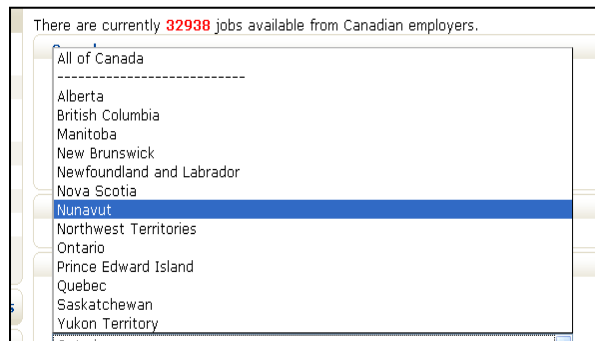 There are currently 32938 jobs available from Canadian employers.
All of Canada
---------------------------
Alberta
British Columbia
Manitoba
New Brunswick
Newfoundland and Labrador
Nova Scotia
Nunavut
Northwest Territories
Ontario
Prince Edward Island
Quebec
Saskatchewan
Yukon Territory